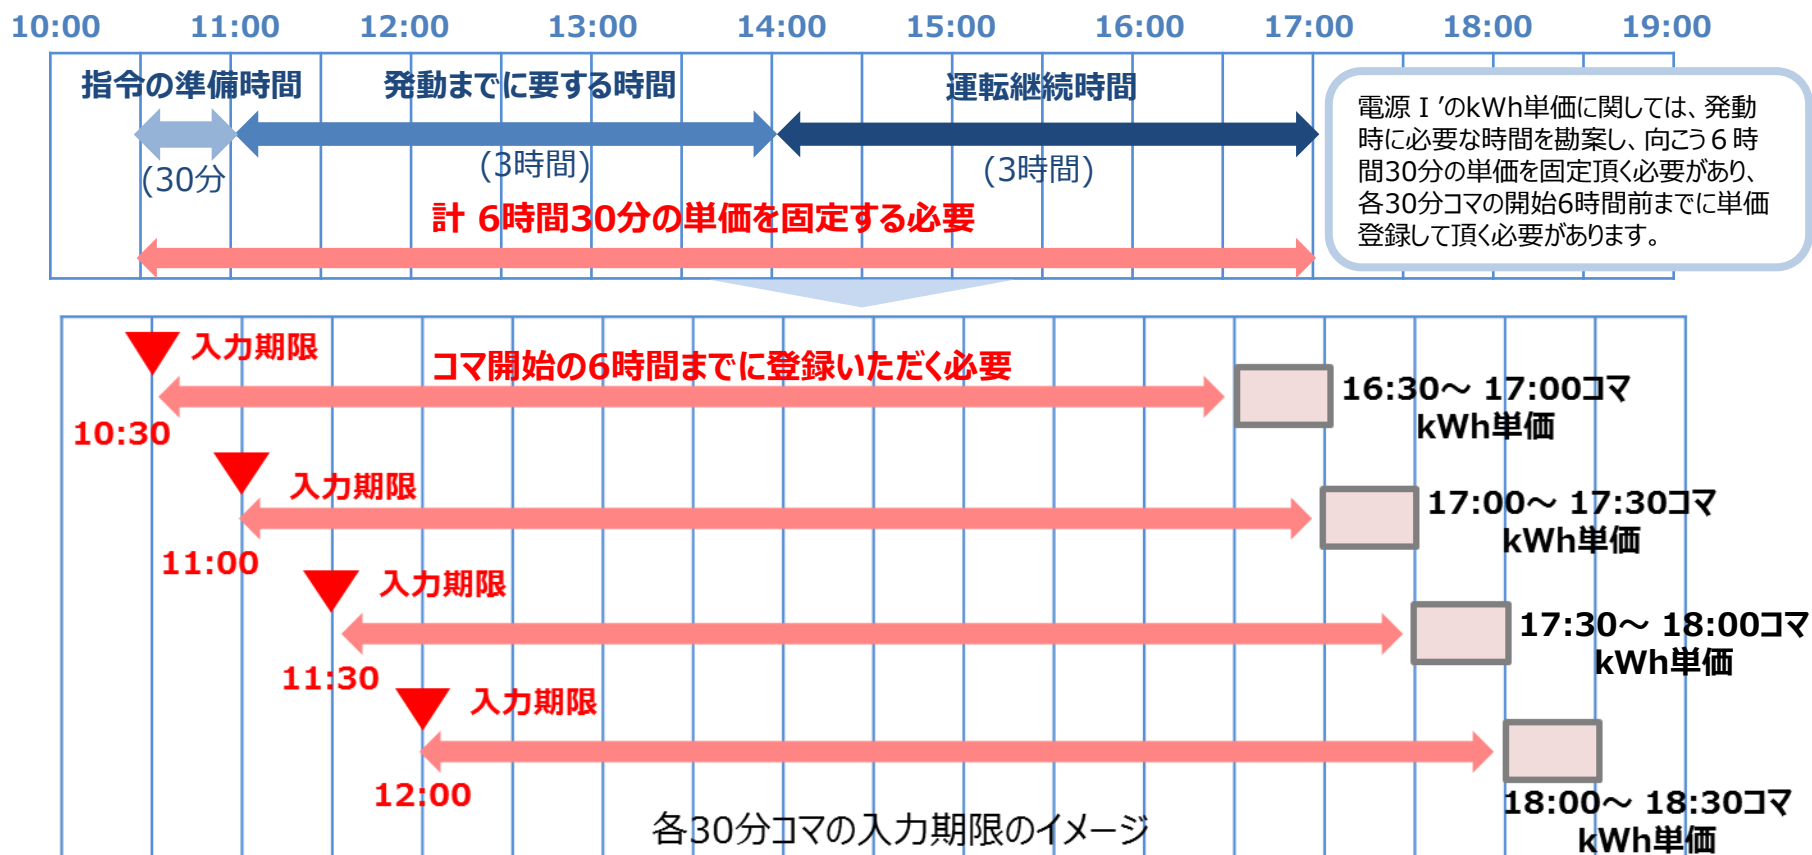 10:00 11:00 12:00 13:00 14:00 15:00 16:00 17:00 18:00 19:00
指令の準備時間
発動までに要する時間
運転継続時間
(30分
(3時間)
(3時間)
計 6時間30分の単価を固定する必要
電源Ⅰ’のkWh単価に関しては、発動
時に必要な時間を勘案し、向こう6時
間30分の単価を固定頂く必要があり、
各30分コマの開始6時間前までに単価
登録して頂く必要があります。
入力期限
コマ開始の6時間までに登録いただく必要
10:30
16:30～ 17:00コマ
kWh単価
入力期限
11:00
17:00～ 17:30コマ
kWh単価
入力期限
11:30
17:30～ 18:00コマ
kWh単価
入力期限
12:00
18:00～ 18:30コマ
kWh単価
各30分コマの入力期限のイメージ